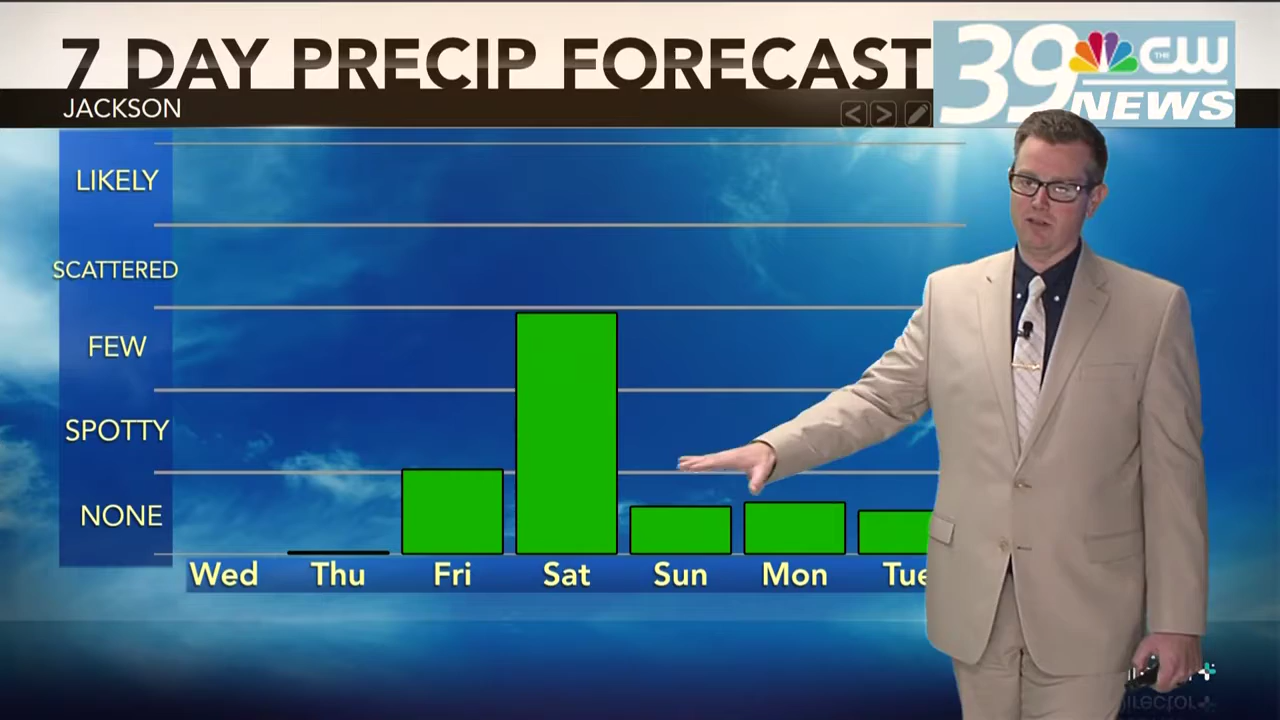 7 DAY PRECIP FORECAST
JACKSON
39 THE CW
NEWS
LIKELY
SCATTERED
FEW
SPOTTY
NONE
Wed Thu Fri Sat Sun Mon Tue